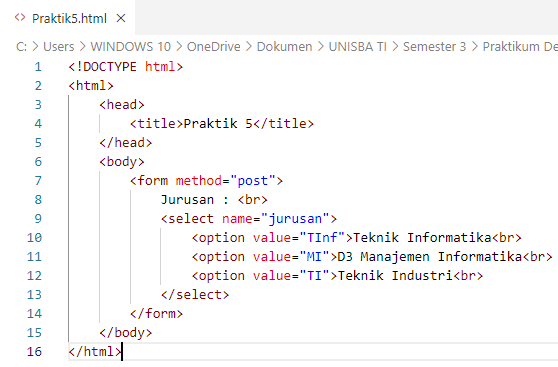 <> Praktik5.html ×
C: > Users > WINDOWS 10 > OneDrive > Dokumen > UNISBA TI > Semester 3 > Praktikum De
1 <!DOCTYPE html>
2 <html>
3 <head>
4 <title>Praktik 5</title>
5 </head>
6 <body>
7 <form method="post">
8 Jurusan : <br>
9 <select name="jurusan">
10 <option value="TInf">Teknik Informatika<br>
11 <option value="MI">D3 Manajemen Informatika<br>
12 <option value="TI">Teknik Industri<br>
13 </select>
14 </form>
15 </body>
16 </html>